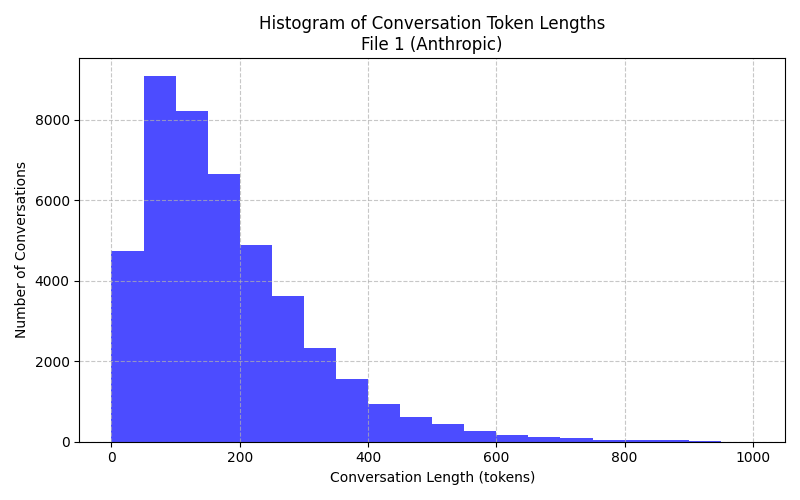 Histogram of Conversation Token Lengths
File 1 (Anthropic)
8000
6000
4000
2000
0
Number of Conversations
0 200 400 600 800 1000
Conversation Length (tokens)